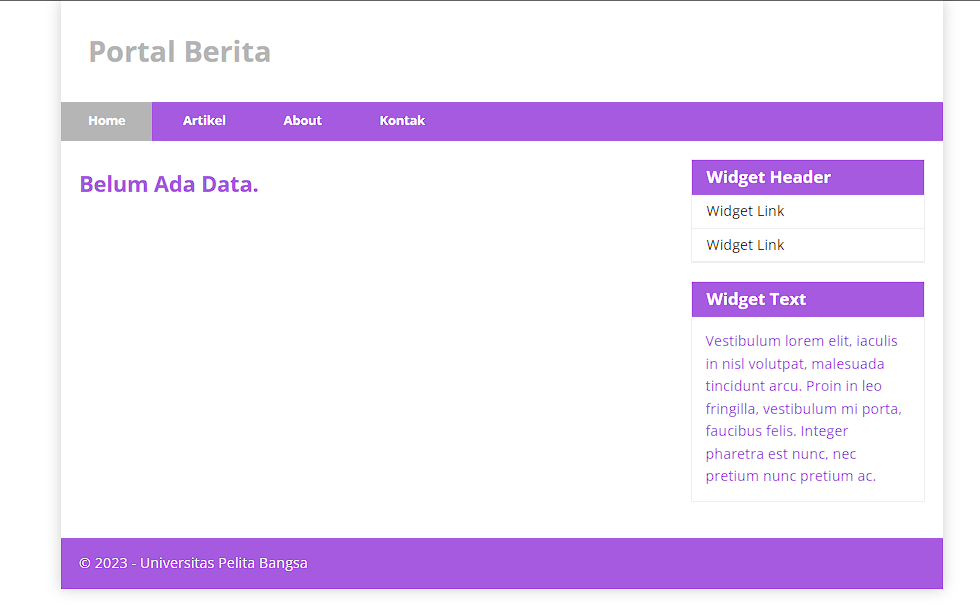 Portal Berita
Home Artikel About Kontak
Belum Ada Data.
Widget Header
Widget Link
Widget Link
Widget Text
Vestibulum lorem elit, iaculis
in nisl volutpat, malesuada
tincidunt arcu. Proin in leo
fringilla, vestibulum mi porta,
faucibus felis. Integer
pharetra est nunc, nec
pretium nunc pretium ac.
© 2023 - Universitas Pelita Bangsa